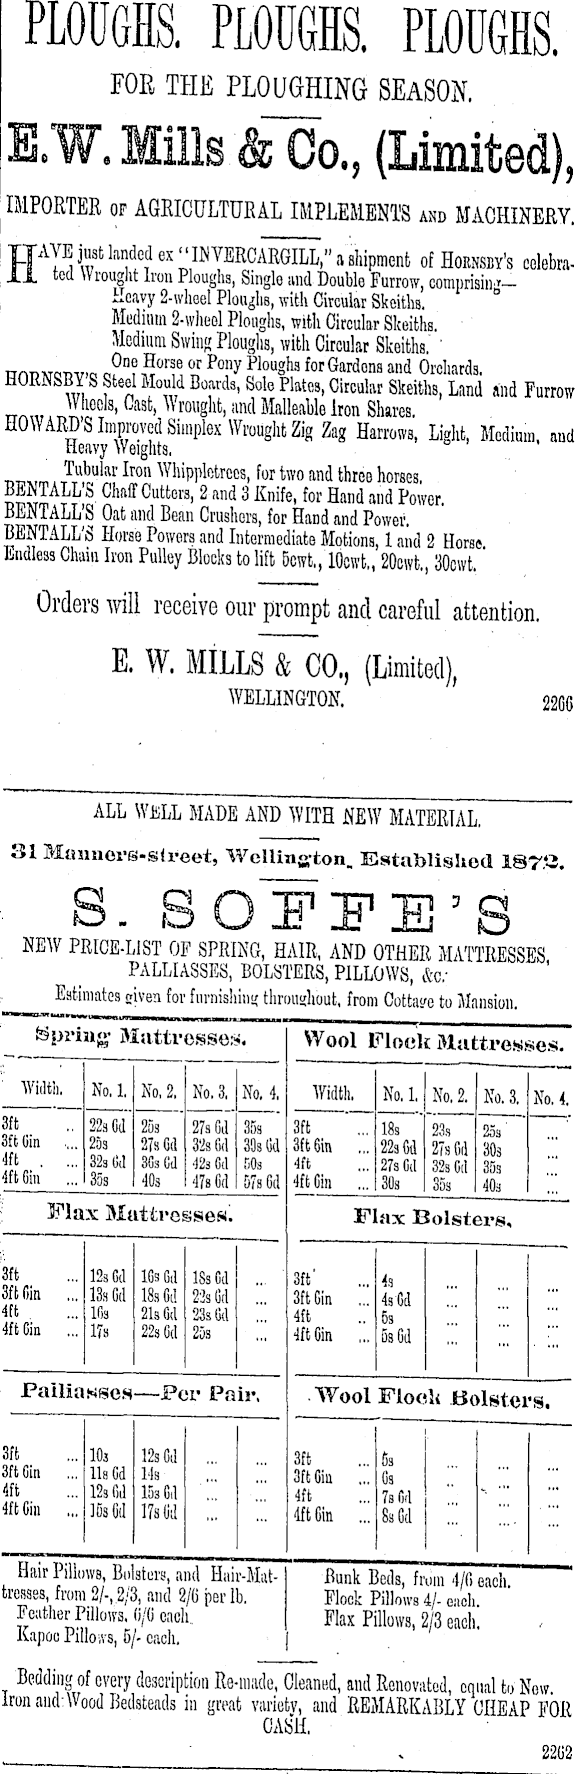 PLOUGHS. PLOUGHS. PLOUGHS.
FOR THE PLOUGHING SEASON.
E. W. Mills & Co., (Limited),
IMPORTER OF AGRICULTURAL IMPLEMENTS AND MACHINERY.
HAVE just landed ex "INVERCARGILL," a shipment of HORNSBY'S celebra-
ted Wrought Iron Ploughs, Single and Double Furrow, comprising—
Heavy 2-wheel Ploughs, with Circular Skeiths.
Medium 2-wheel Ploughs, with Circular Skeiths.
Medium Swing Ploughs, with Circular Skeiths.
One Horse or Pony Ploughs for Gardens and Orchards.
HORNSBY'S Steel Mould Boards, Sole Plates, Circular Skeiths, Land and Furrow
Wheels, Cast, Wrought, and Malleable Iron Shares.
HOWARD'S Improved Simplex Wrought Zig Zag Harrows, Light, Medium, and
Heavy Weights.
Tubular Iron Whippletrees, for two and three horses.
BENTALL'S Chaff Cutters, 2 and 3 Knife, for Hand and Power.
BENTALL'S Oat and Bean Crushers, for Hand and Power.
BENTALL'S Horse Powers and Intermediate Motions, 1 and 2 Horse.
Endless Chain Iron Pulley Blocks to lift 5cwt., 10cwt., 20cwt., 30cwt.
Orders will receive our prompt and careful attention.
E. W. MILLS & CO., (Limited),
WELLINGTON. 2266
ALL WELL MADE AND WITH NEW MATERIAL.
31 Manners-street, Wellington. Established 1872.
S. SOFFE'S
NEW PRICE-LIST OF SPRING, HAIR, AND OTHER MATTRESSES,
PALLIASSES, BOLSTERS, PILLOWS, &c.
Estimates given for furnishing throughout, from Cottage to Mansion.
Spring Mattresses.
Width. No. 1. No. 2. No. 3. No. 4.
3ft .. 22s 6d 25s 27s 6d 35s
3ft 6in ... 25s 27s 6d 32s 6d 39s 6d
4ft ... 32s 6d 36s 6d 42s 6d 50s
4ft 6in ... 35s 40s 47s 6d 57s 6d
Wool Flock Mattresses.
Width. No. 1. No. 2. No. 3. No. 4.
3ft ... 18s 23s 25s ...
3ft 6in ... 22s 6d 27s 6d 30s ...
4ft ... 27s 6d 32s 6d 35s ...
4ft 6in ... 30s 35s 40s ...
Flax Mattresses.
3ft ... 12s 6d 16s 6d 18s 6d ...
3ft 6in ... 13s 6d 18s 6d 22s 6d ...
4ft ... 16s 21s 6d 23s 6d ...
4ft 6in ... 17s 22s 6d 25s ...
Flax Bolsters.
3ft ... 4s ... ... ...
3ft 6in ... 4s 6d ... ... ...
4ft .. 5s ... ... ...
4ft 6in ... 5s 6d ... ... ...
Pailiasses—Per Pair.
3ft ... 10s 12s 6d ... ...
3ft 6in ... 11s 6d 14s ... ...
4ft ... 12s 6d 15s 6d ... ...
4ft 6in ... 15s 6d 17s 6d ... ...
Wool Flock Bolsters.
3ft ... 5s ... ... ...
3ft 6in ... 6s ... ... ...
4ft ... 7s 6d ... ... ...
4ft 6in ... 8s 6d ... ... ...
Hair Pillows, Bolsters, and Hair-Mat-
tresses, from 2/-, 2/3, and 2/6 per lb.
Feather Pillows, 6/6 each.
Kapoc Pillows, 5/- each.
Bunk Beds, from 4/6 each.
Flock Pillows 4/- each.
Flax Pillows, 2/3 each.
Bedding of every description Re-made, Cleaned, and Renovated, equal to New.
Iron and Wood Bedsteads in great variety, and REMARKABLY CHEAP FOR
CASH.
2262